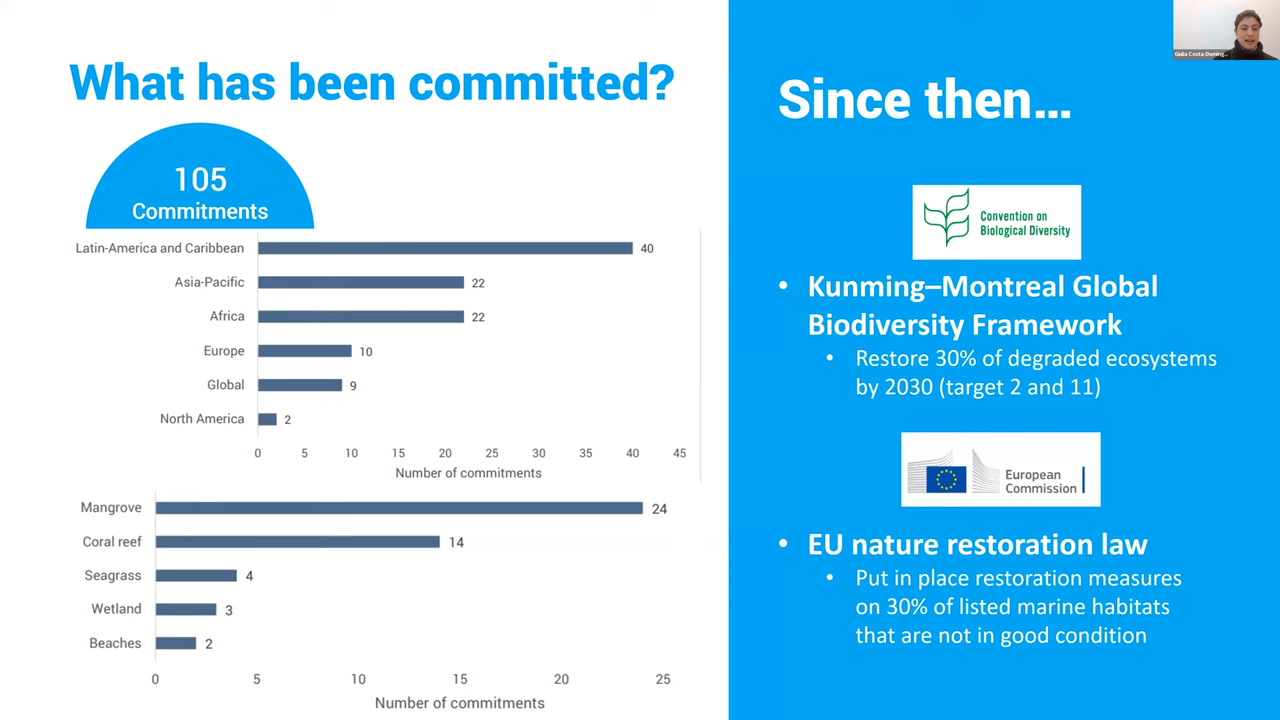 What has been committed?
105
Commitments
Latin-America and Caribbean 40
Asia-Pacific 22
Africa 22
Europe 10
Global 9
North America 2
0 5 10 15 20 25 30 35 40 45
Number of commitments
Mangrove 24
Coral reef 14
Seagrass 4
Wetland 3
Beaches 2
0 5 10 15 20 25
Number of commitments
Giulia Costa-Doming...
Since then…
Convention on
Biological Diversity
• Kunming–Montreal Global
Biodiversity Framework
• Restore 30% of degraded ecosystems
by 2030 (target 2 and 11)
European
Commission
• EU nature restoration law
• Put in place restoration measures
on 30% of listed marine habitats
that are not in good condition